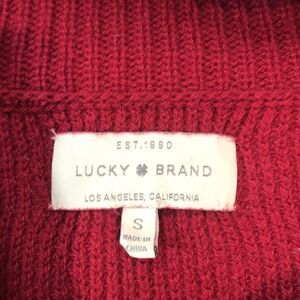 EST.1990
LUCKY BRAND
LOS ANGELES, CALIFORNIA
S
MADE IN
CHINA